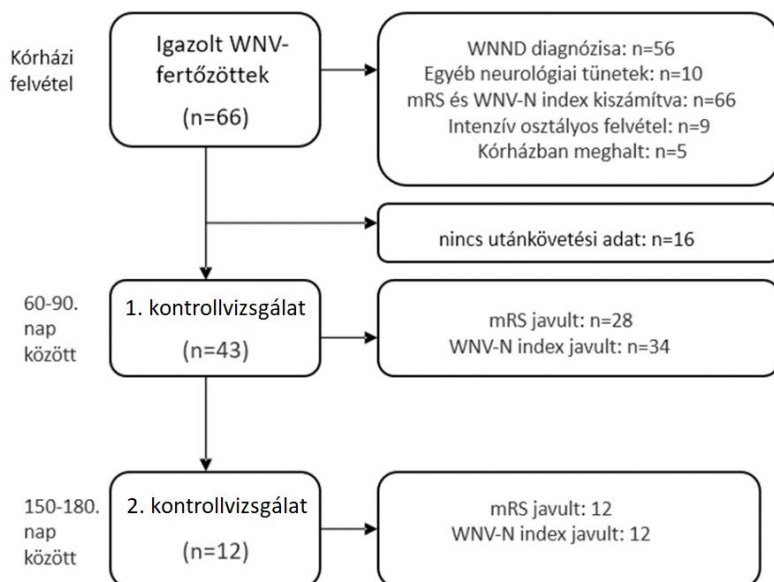 Kórházi
felvétel
Igazolt WNV-
fertőzöttek
(n=66)
WNND diagnózisa: n=56
Egyéb neurológiai tünetek: n=10
mRS és WNV-N index kiszámítva: n=66
Intenzív osztályos felvétel: n=9
Kórházban meghalt: n=5
nincs utánkövetési adat: n=16
60-90.
nap
között
1. kontrollvizsgálat
(n=43)
mRS javult: n=28
WNV-N index javult: n=34
150-180.
nap
között
2. kontrollvizsgálat
(n=12)
mRS javult: 12
WNV-N index javult: 12